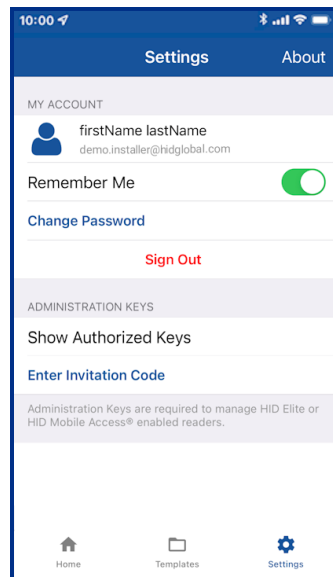 10:00
Settings
About
MY ACCOUNT
firstName lastName
demo.installer@hidglobal.com
Remember Me
Change Password
Sign Out
ADMINISTRATION KEYS
Show Authorized Keys
Enter Invitation Code
Administration Keys are required to manage HID Elite or
HID Mobile Access® enabled readers.
Home
Templates
Settings